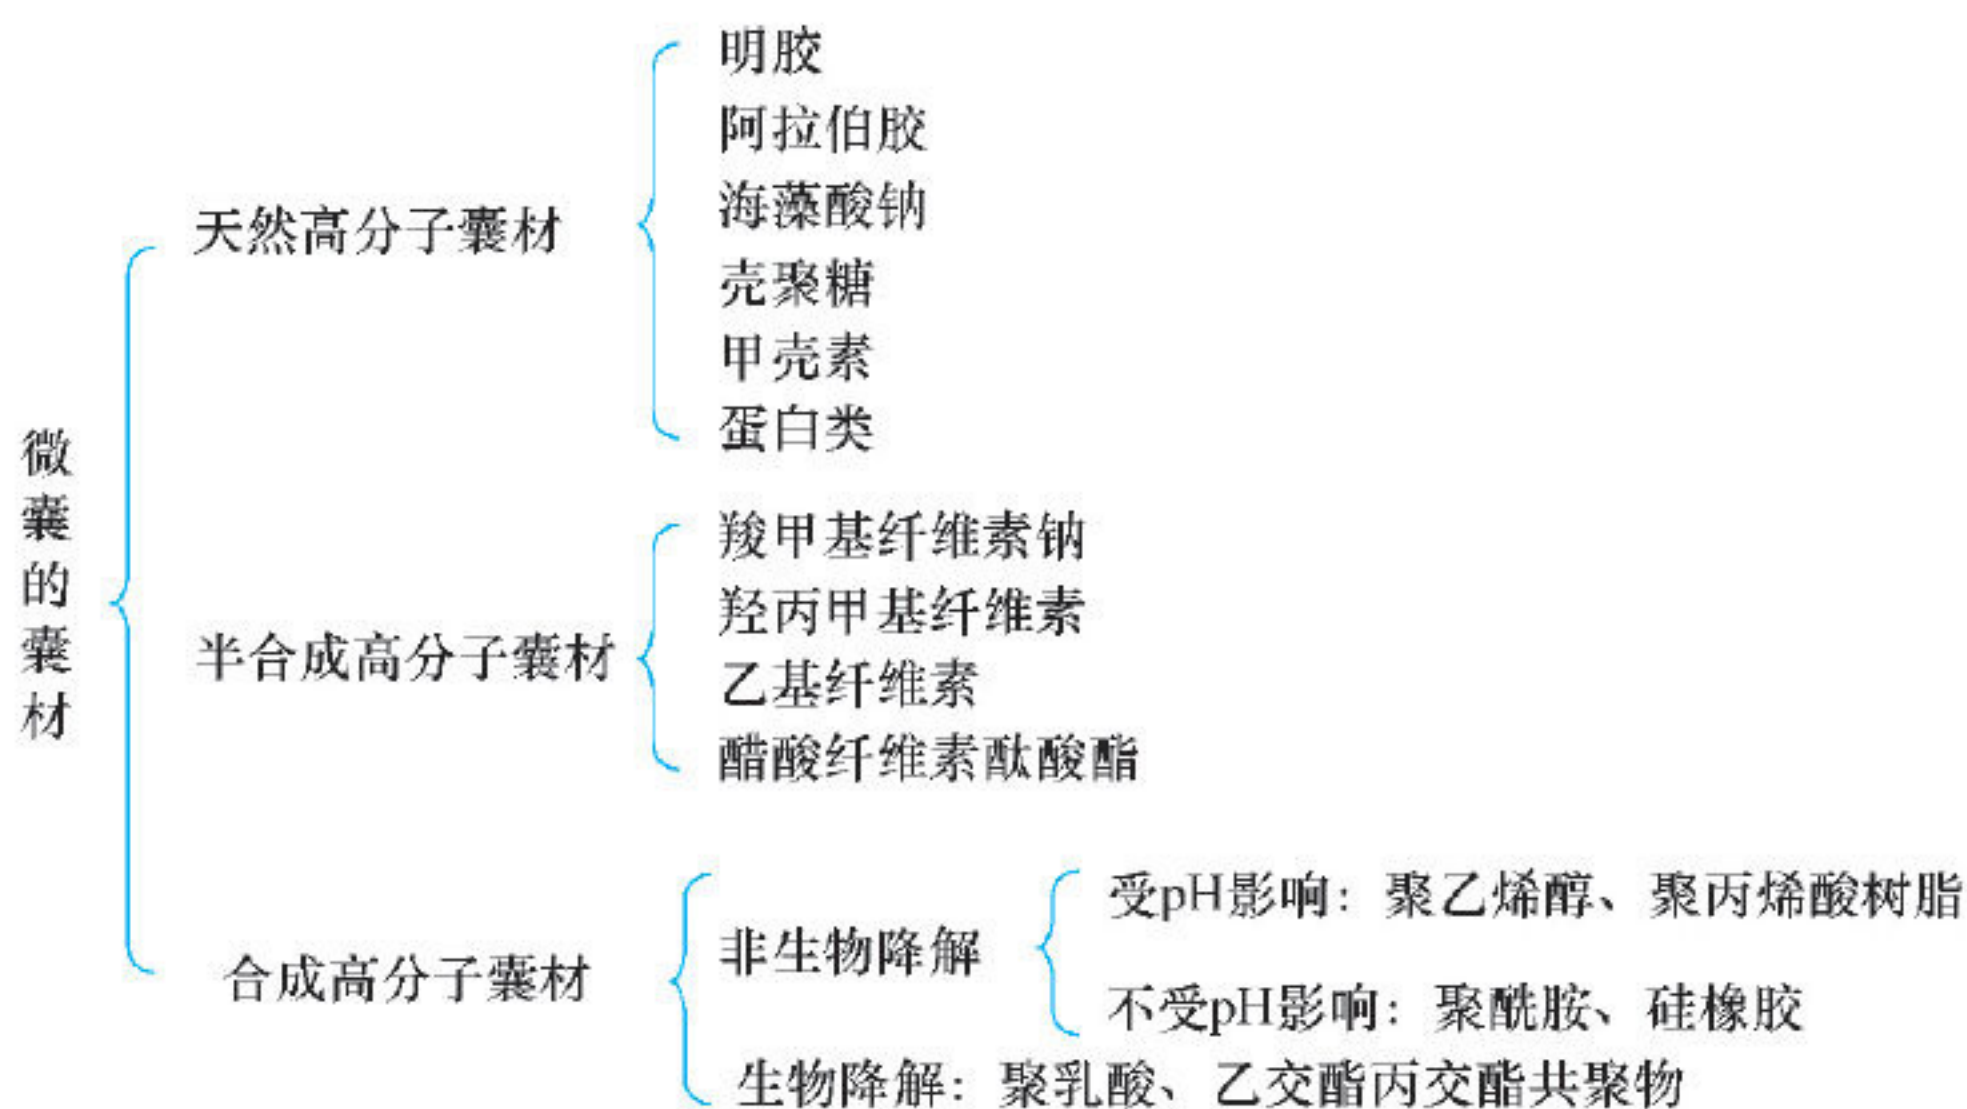 微囊的囊材
天然高分子囊材
明胶
阿拉伯胶
海藻酸钠
壳聚糖
甲壳素
蛋白类
半合成高分子囊材
羧甲基纤维素钠
羟丙甲基纤维素
乙基纤维素
醋酸纤维素酞酸酯
合成高分子囊材
非生物降解
受pH影响：聚乙烯醇、聚丙烯酸树脂
不受pH影响：聚酰胺、硅橡胶
生物降解：聚乳酸、乙交酯丙交酯共聚物